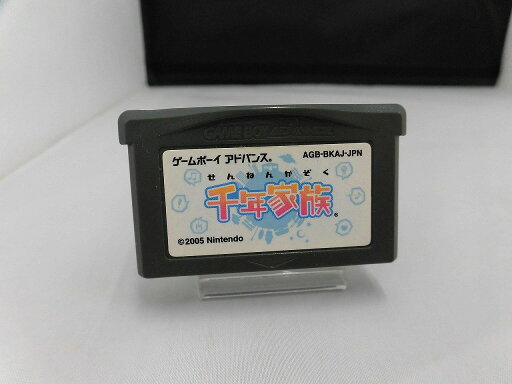 GAME BOY ADVANCE
ゲームボーイ アドバンス® AGB-BKAJ-JPN
せんねんかぞく
千年家族®
©2005 Nintendo